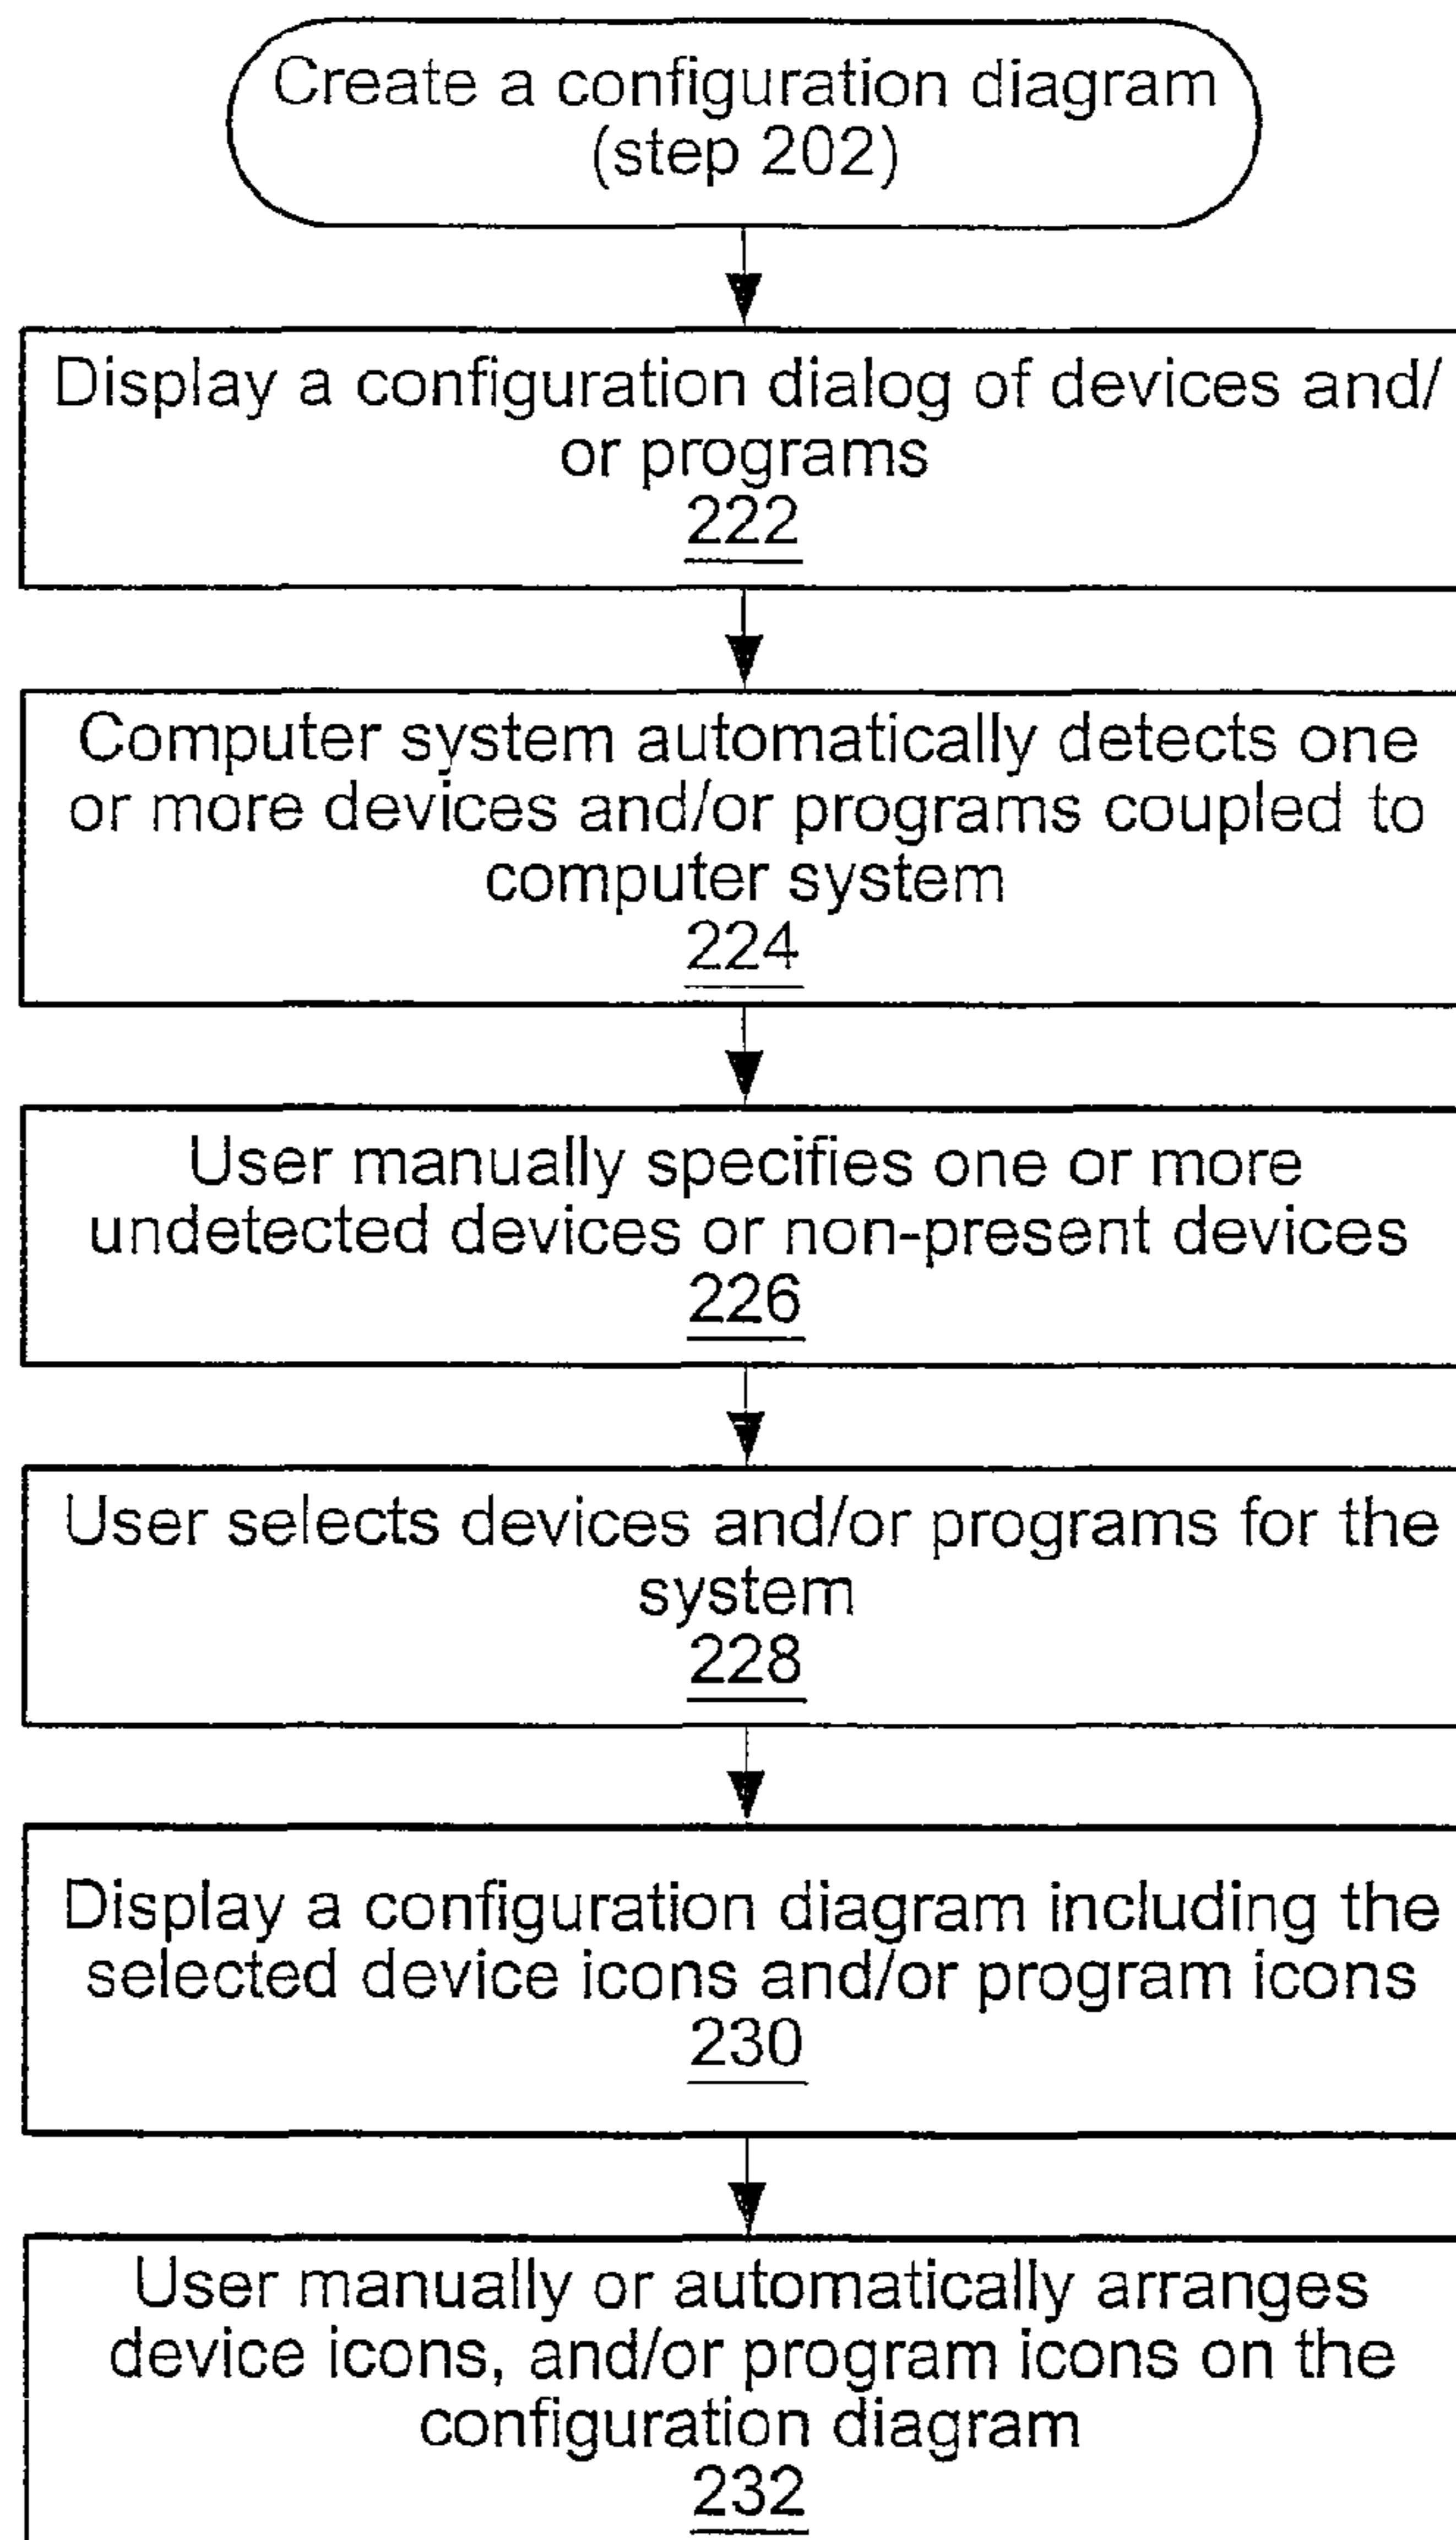 Create a configuration diagram
(step 202)
Display a configuration dialog of devices and/
or programs
222
Computer system automatically detects one
or more devices and/or programs coupled to
computer system
224
User manually specifies one or more
undetected devices or non-present devices
226
User selects devices and/or programs for the
system
228
Display a configuration diagram including the
selected device icons and/or program icons
230
User manually or automatically arranges
device icons, and/or program icons on the
configuration diagram
232